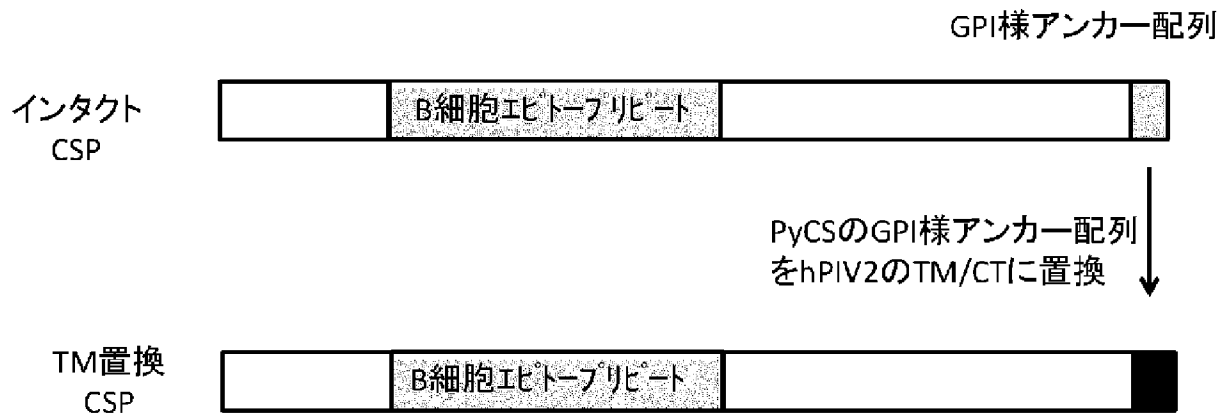 GPI様アンカー配列
インタクト
CSP
B細胞エピトープリピート
PyCSのGPI様アンカー配列
をhPIV2のTM/CTに置換
TM置換
CSP
B細胞エピトープリピート